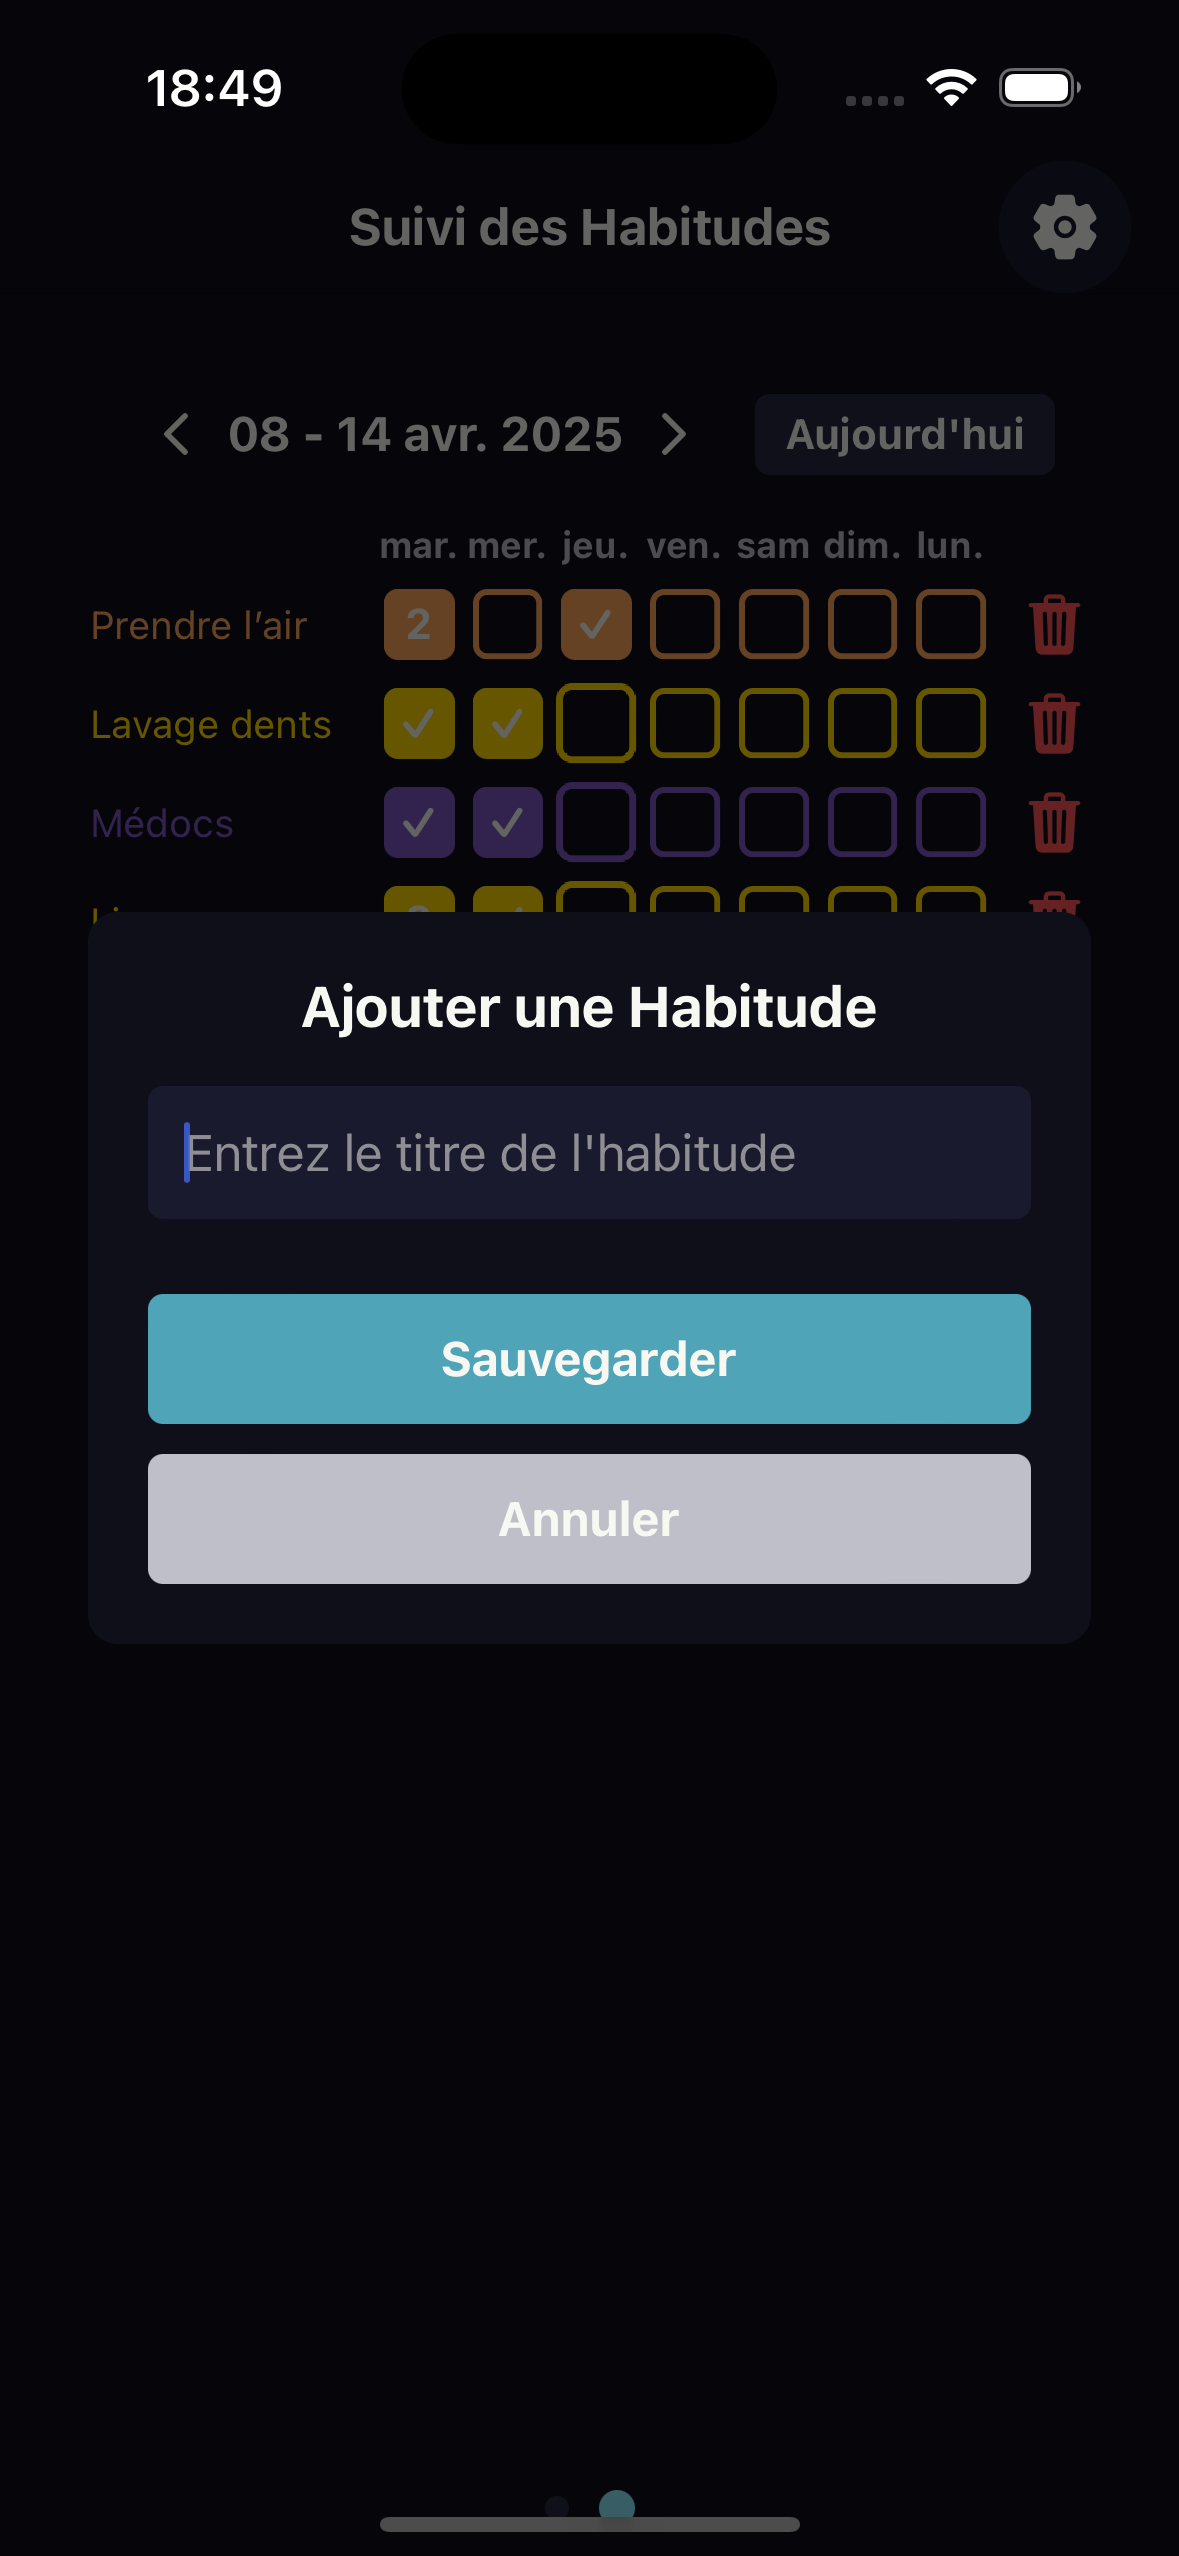 18:49
Suivi des Habitudes
08 - 14 avr. 2025
Aujourd'hui
mar. mer. jeu. ven. sam dim. lun.
Prendre l’air
2
Lavage dents
Médocs
Ajouter une Habitude
Entrez le titre de l'habitude
Sauvegarder
Annuler